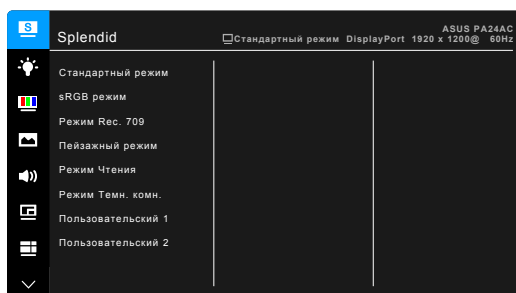 S
Splendid
ASUS PA24AC
Стандартный режим DisplayPort 1920 x 1200@ 60Hz
Стандартный режим
sRGB режим
Режим Rec. 709
Пейзажный режим
Режим Чтения
Режим Темн. комн.
Пользовательский 1
Пользовательский 2